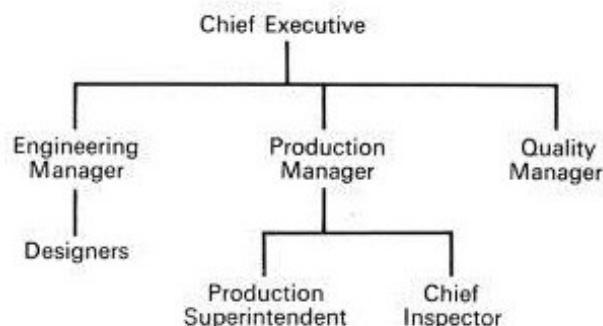 Chief Executive
Engineering
Manager
Production
Manager
Quality
Manager
Designers
Production
Superintendent
Chief
Inspector